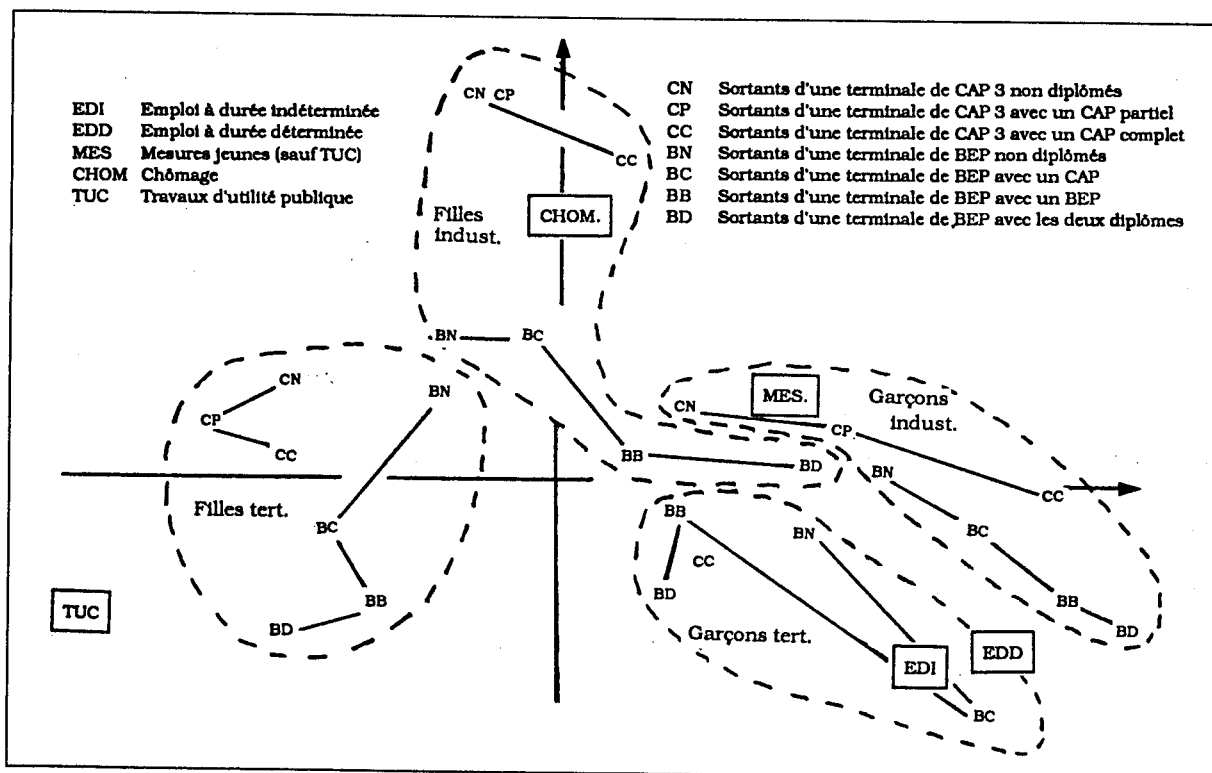 EDI Emploi à durée indéterminée
EDD Emploi à durée déterminée
MES Mesures jeunes (sauf TUC)
CHOM Chômage
TUC Travaux d'utilité publique
CN Sortants d'une terminale de CAP 3 non diplômés
CP Sortants d'une terminale de CAP 3 avec un CAP partiel
CC Sortants d'une terminale de CAP 3 avec un CAP complet
BN Sortants d'une terminale de BEP non diplômés
BC Sortants d'une terminale de BEP avec un CAP
BB Sortants d'une terminale de BEP avec un BEP
BD Sortants d'une terminale de BEP avec les deux diplômes
CN CP
CC
Filles
indust.
CHOM.
BN
BC
BB
BD
CN
CP
CC
BN
Filles tert.
BC
BB
BD
TUC
MES.
Garçons
indust.
CN
CP
CC
BN
BC
BB
BD
BB
CC
BD
BN
Garçons tert.
EDI
EDD
BC